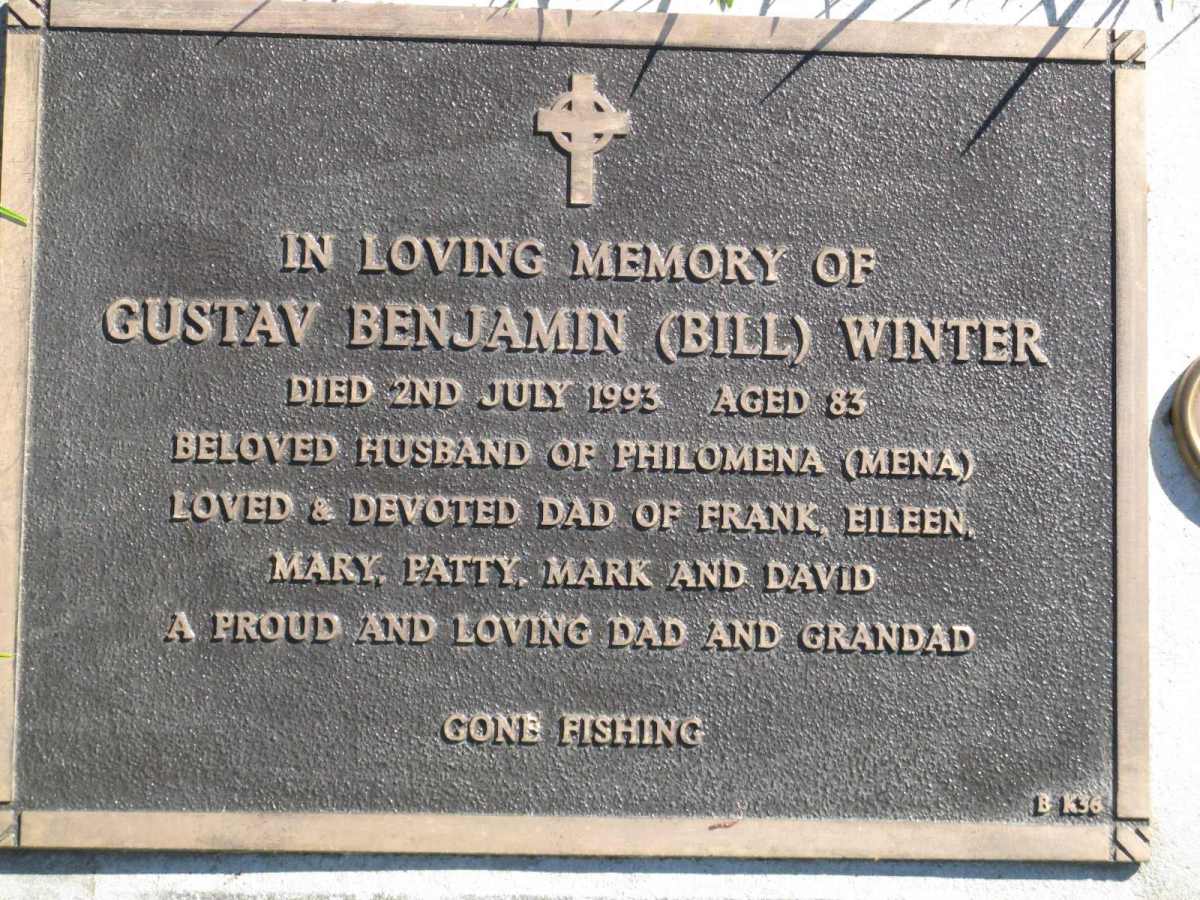 IN LOVING MEMORY OF
GUSTAV BENJAMIN (BILL) WINTER
DIED 2ND JULY 1993 AGED 83
BELOVED HUSBAND OF PHILOMENA (MENA)
LOVED & DEVOTED DAD OF FRANK, EILEEN,
MARY, PATTY, MARK AND DAVID
A PROUD AND LOVING DAD AND GRANDAD
GONE FISHING
B K36